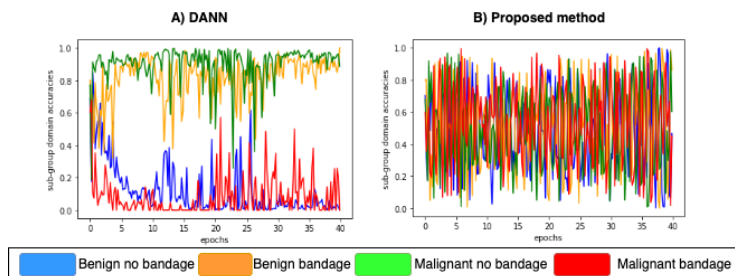 A) DANN
B) Proposed method
sub-group domain accuracies
1.0
0.8
0.6
0.4
0.2
0.0
0 5 10 15 20 25 30 35 40
epochs
sub-group domain accuracies
1.0
0.8
0.6
0.4
0.2
0.0
0 5 10 15 20 25 30 35 40
epochs
Benign no bandage
Benign bandage
Malignant no bandage
Malignant bandage